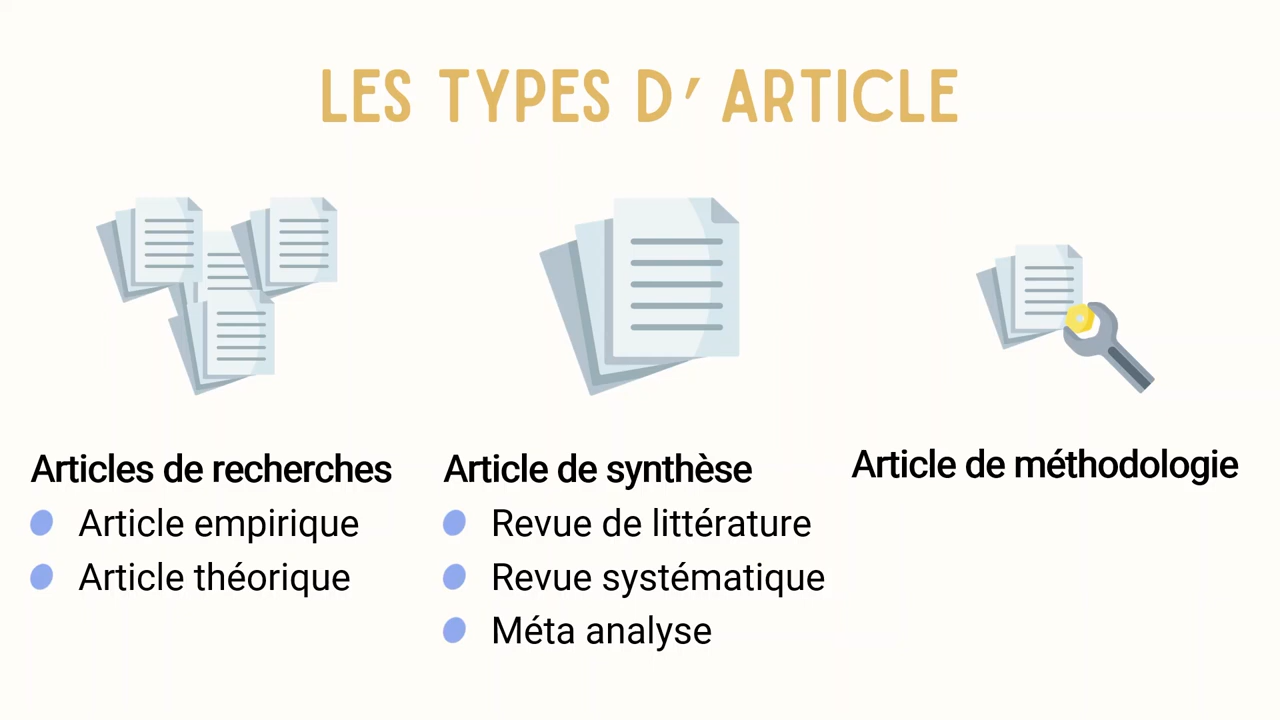 LES TYPES D' ARTICLE
Articles de recherches
Article empirique
Article théorique
Article de synthèse
Revue de littérature
Revue systématique
Méta analyse
Article de méthodologie